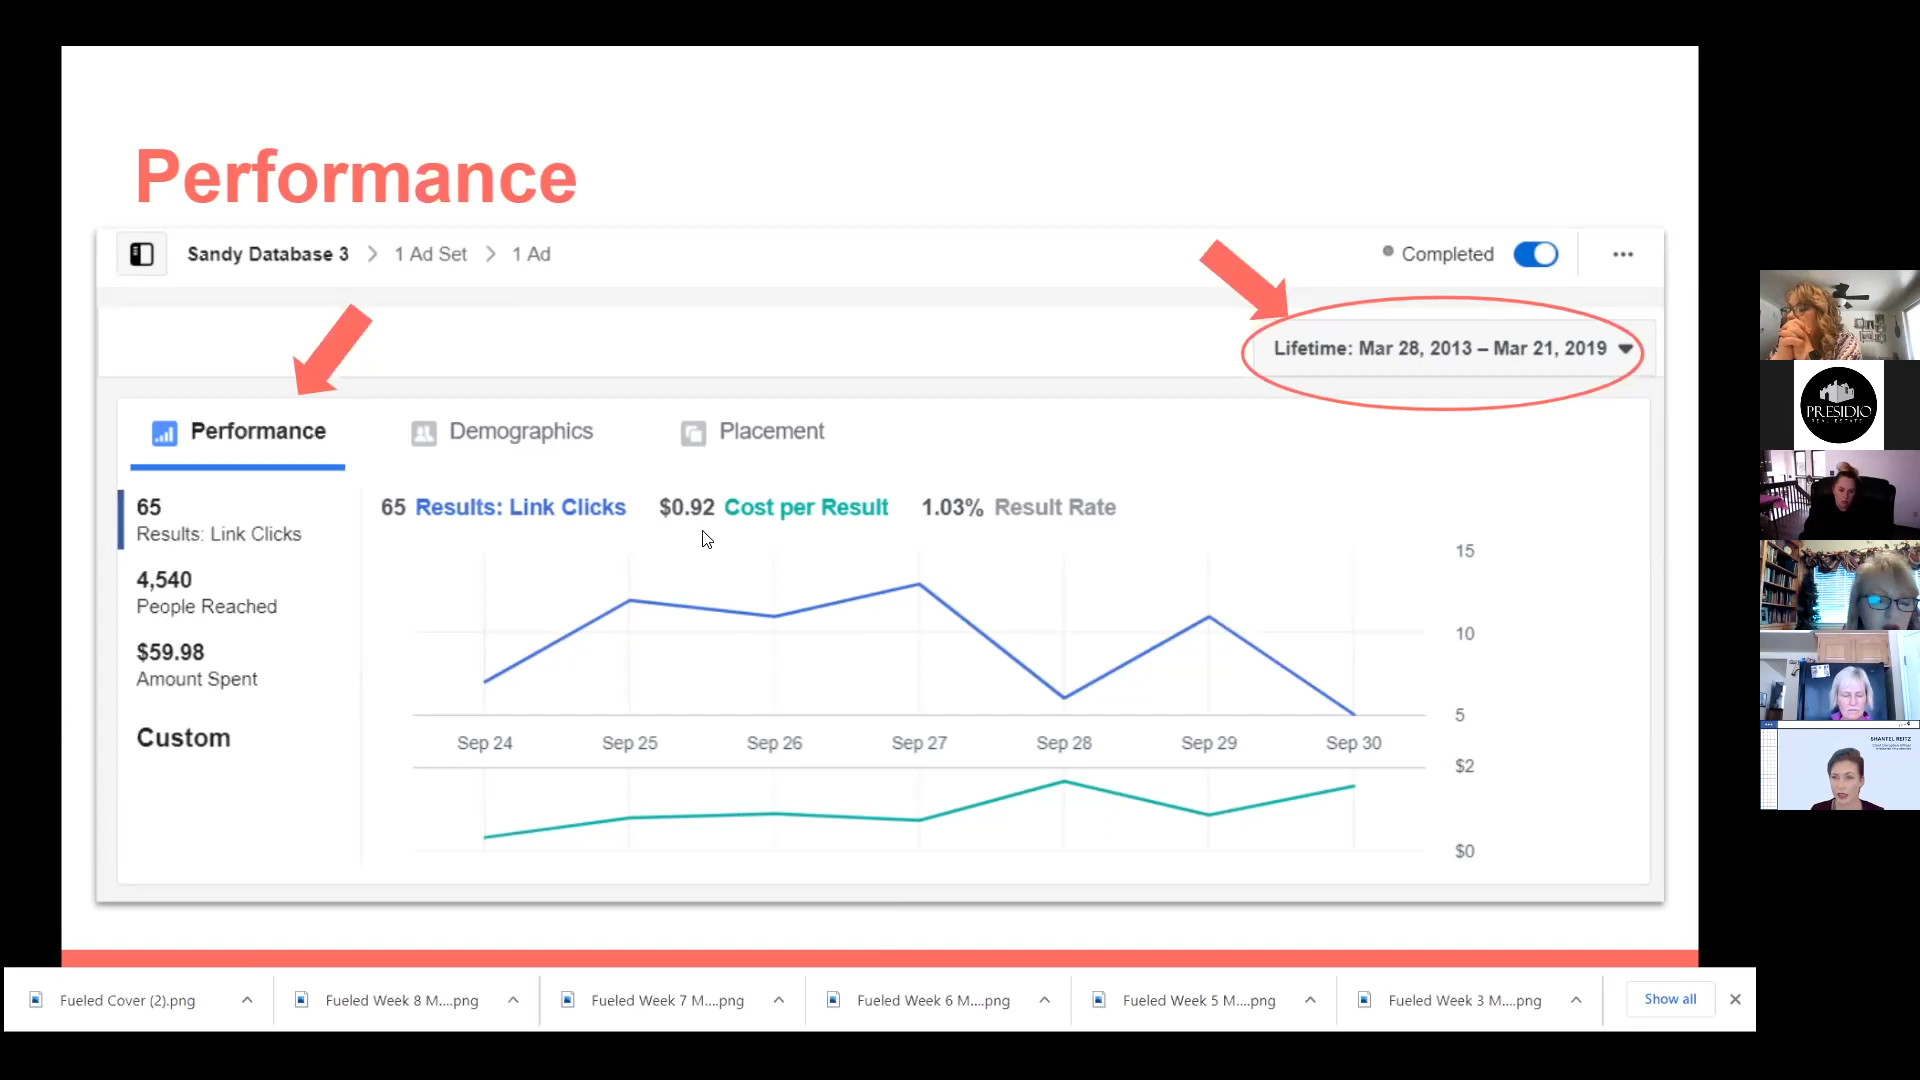 Performance
Sandy Database 3 > 1 Ad Set > 1 Ad
Completed
Lifetime: Mar 28, 2013 – Mar 21, 2019
Performance
Demographics
Placement
65
Results: Link Clicks
4,540
People Reached
$59.98
Amount Spent
Custom
65 Results: Link Clicks
$0.92 Cost per Result
1.03% Result Rate
15
10
5
Sep 24 Sep 25 Sep 26 Sep 27 Sep 28 Sep 29 Sep 30
$2
$0
PRESIDIO
REAL ESTATE
SHANTEL REITZ
Fueled Cover (2).png
Fueled Week 8 M....png
Fueled Week 7 M....png
Fueled Week 6 M....png
Fueled Week 5 M....png
Fueled Week 3 M....png
Show all